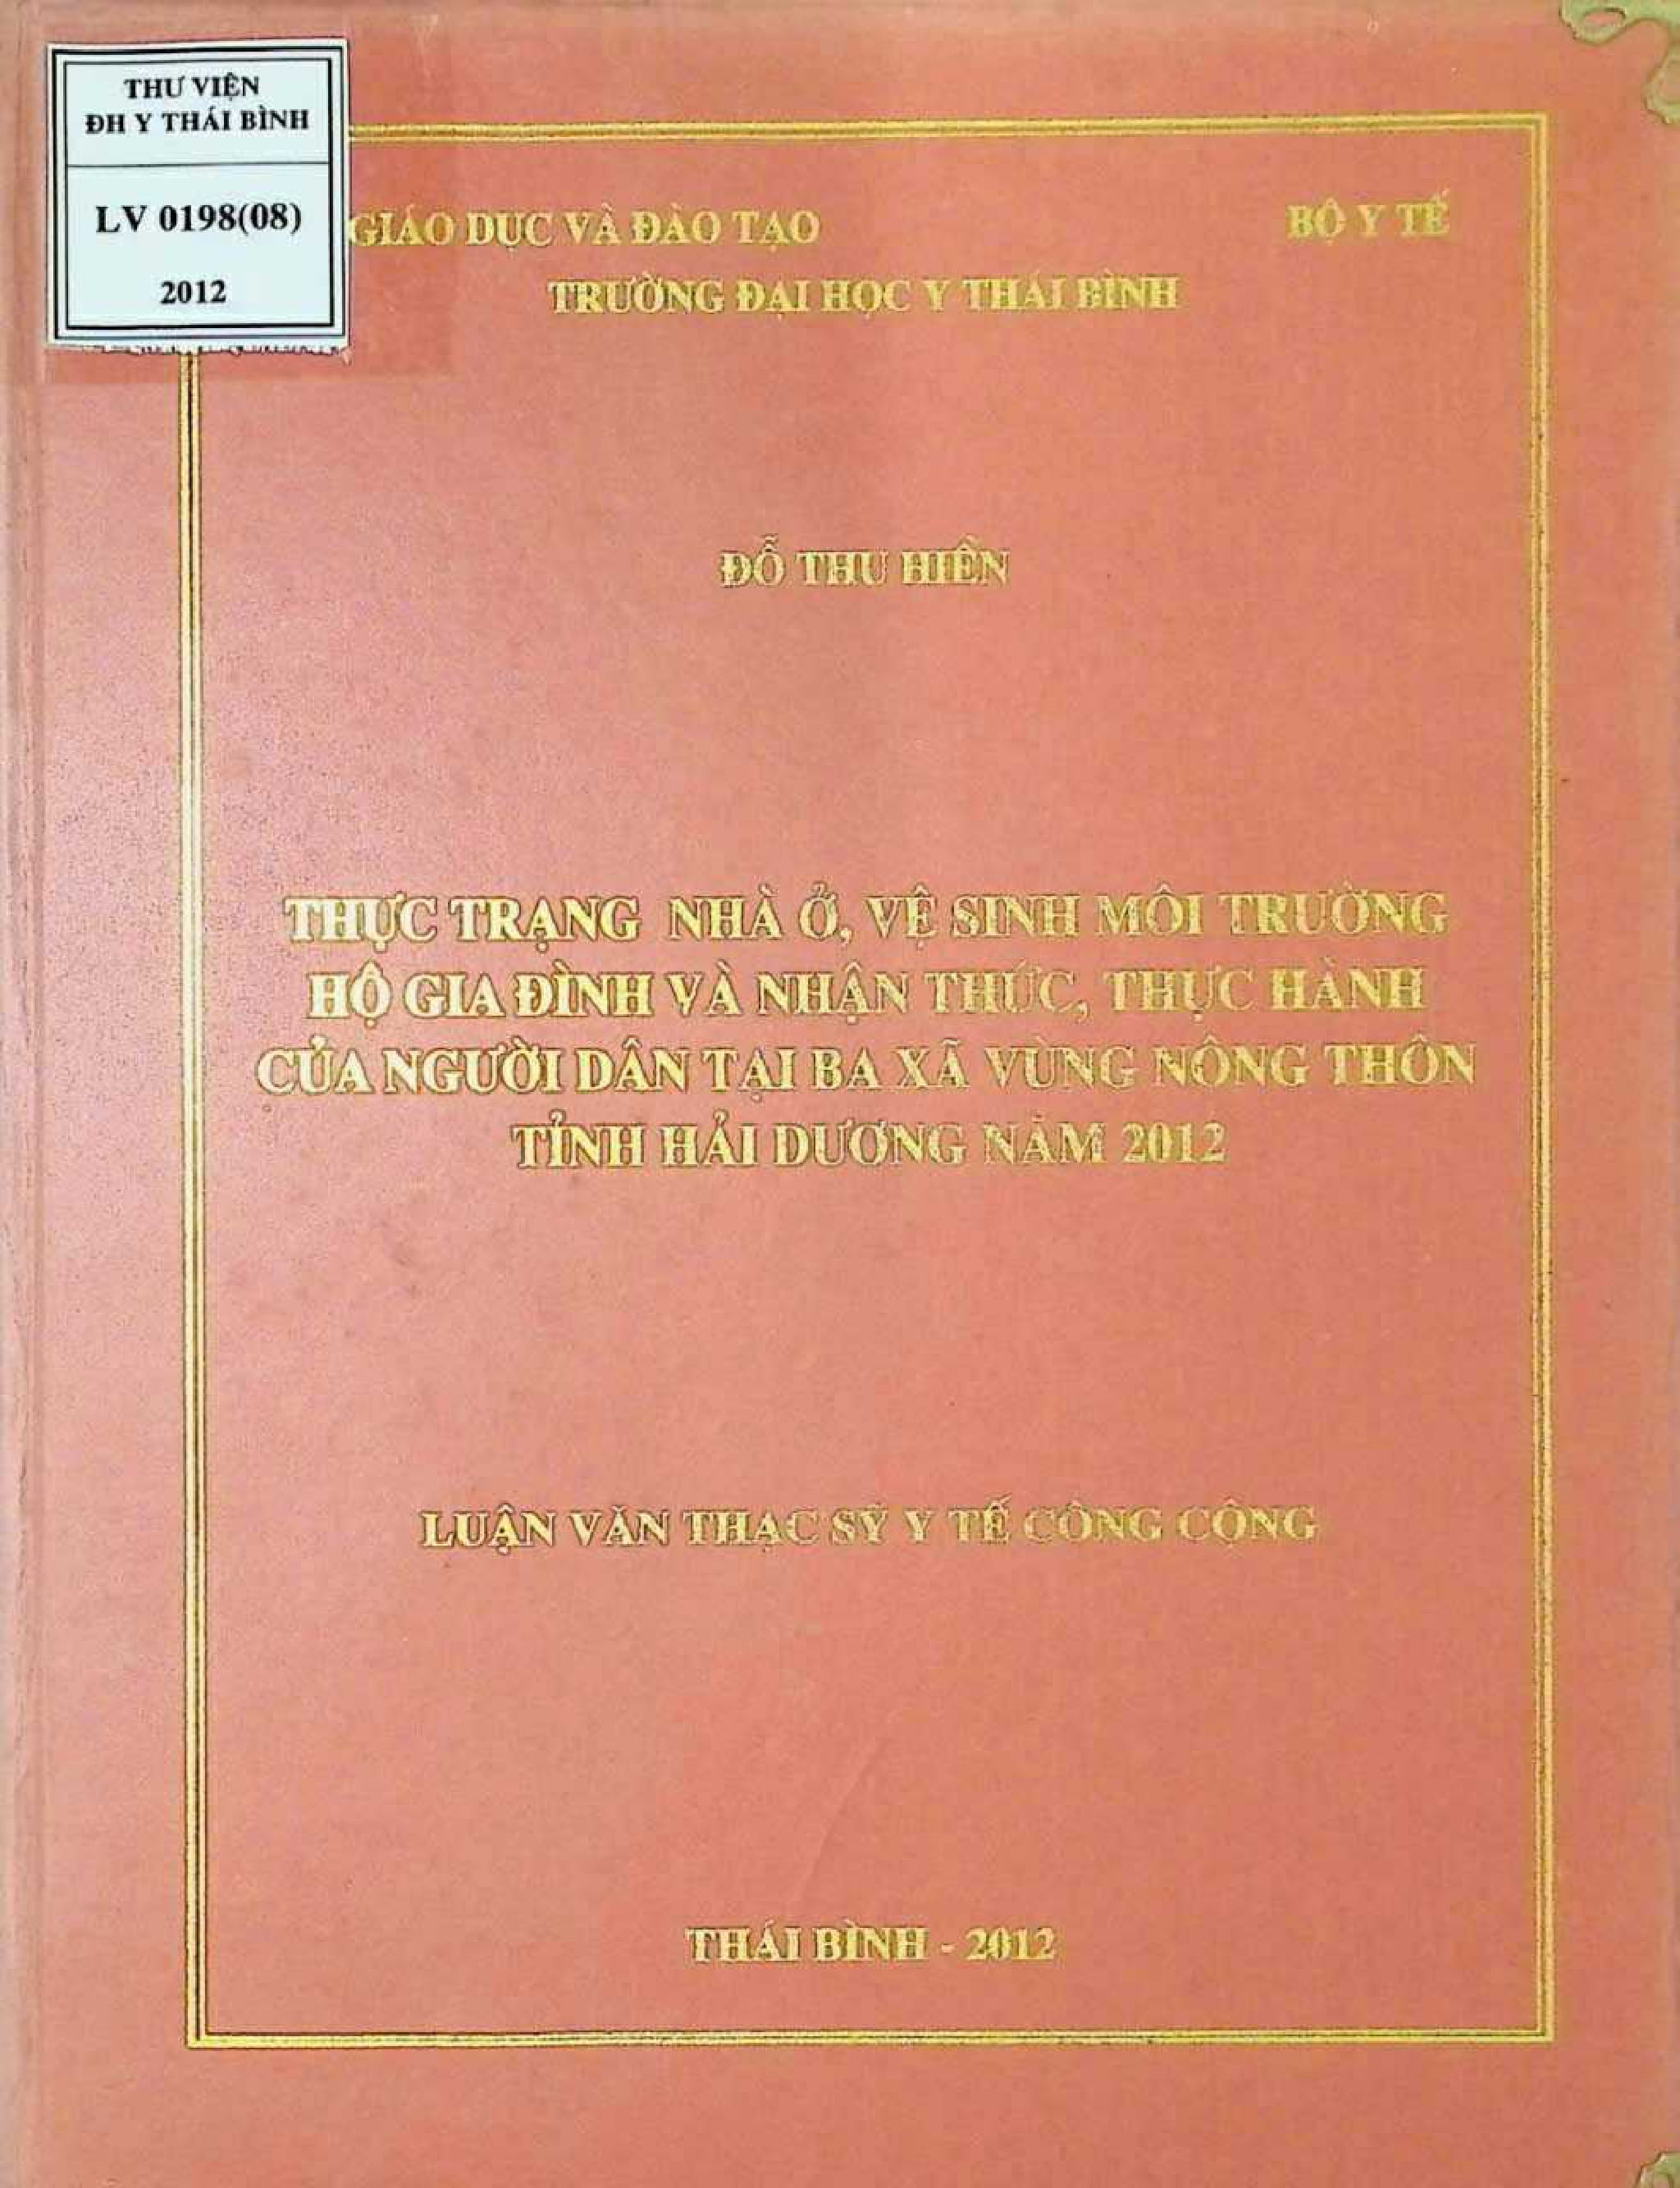 THƯ VIỆN
ĐH Y THÁI BÌNH
LV 0198(08)
2012
GIÁO DỤC VÀ ĐÀO TẠO BỘ Y TẾ
TRƯỜNG ĐẠI HỌC Y THÁI BÌNH
ĐỖ THU HIỀN
THỰC TRẠNG NHÀ Ở, VỆ SINH MÔI TRƯỜNG
HỘ GIA ĐÌNH VÀ NHẬN THỨC, THỰC HÀNH
CỦA NGƯỜI DÂN TẠI BA XÃ VÙNG NÔNG THÔN
TỈNH HẢI DƯƠNG NĂM 2012
LUẬN VĂN THẠC SỸ Y TẾ CÔNG CỘNG
THÁI BÌNH - 2012